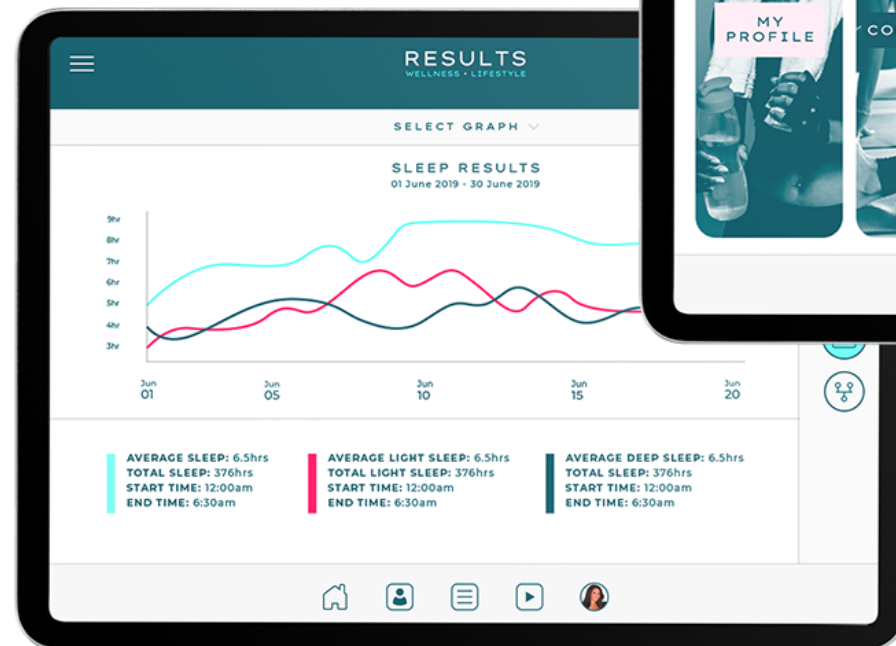 RESULTS
WELLNESS • LIFESTYLE
MY
PROFILE
CO
SELECT GRAPH
SLEEP RESULTS
01 June 2019 - 30 June 2019
9hr
8hr
7hr
6hr
5hr
4hr
3hr
Jun
01
Jun
05
Jun
10
Jun
15
Jun
20
AVERAGE SLEEP: 6.5hrs
TOTAL SLEEP: 376hrs
START TIME: 12:00am
END TIME: 6:30am
AVERAGE LIGHT SLEEP: 6.5hrs
TOTAL LIGHT SLEEP: 376hrs
START TIME: 12:00am
END TIME: 6:30am
AVERAGE DEEP SLEEP: 6.5hrs
TOTAL SLEEP: 376hrs
START TIME: 12:00am
END TIME: 6:30am